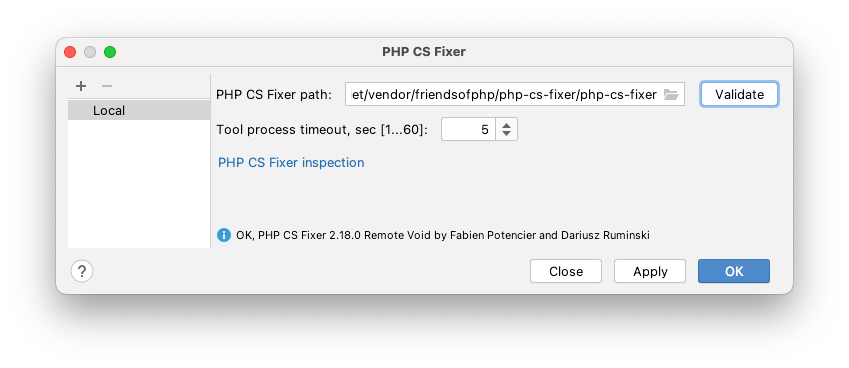 PHP CS Fixer
+ −
Local
PHP CS Fixer path: et/vendor/friendsofphp/php-cs-fixer/php-cs-fixer Validate
Tool process timeout, sec [1...60]: 5
PHP CS Fixer inspection
OK, PHP CS Fixer 2.18.0 Remote Void by Fabien Potencier and Dariusz Ruminski
? Close Apply OK